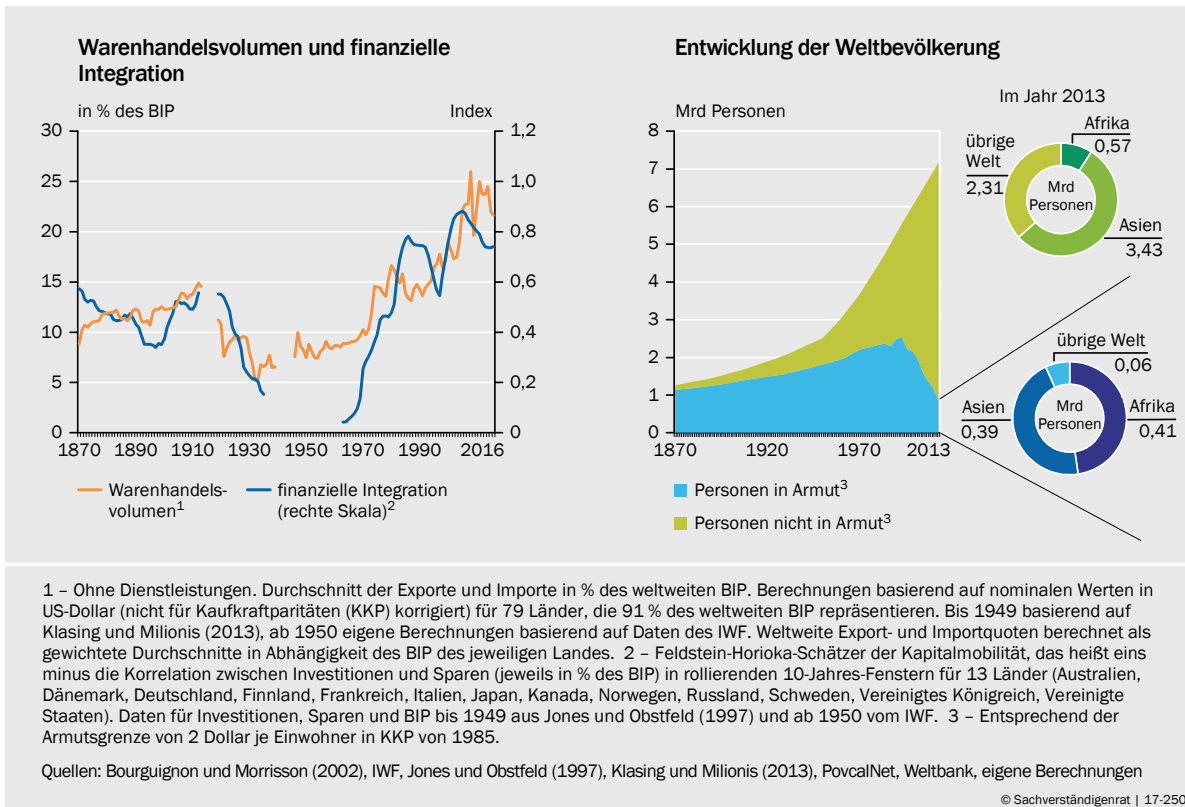 Warenhandelsvolumen und finanzielle
Integration
in % des BIP
Index
30
25
20
15
10
5
0
1,2
1,0
0,8
0,6
0,4
0,2
0
1870
1890
1910
1930
1950
1970
1990
2016
Warenhandels-
volumen¹
finanzielle Integration
(rechte Skala)²
Entwicklung der Weltbevölkerung
Mrd Personen
8
7
6
5
4
3
2
1
0
1870
1920
1970
2013
Personen in Armut³
Personen nicht in Armut³
Im Jahr 2013
Afrika
0,57
übrige
Welt
2,31
Mrd
Personen
Asien
3,43
übrige Welt
0,06
Asien
0,39
Mrd
Personen
Afrika
0,41
1 – Ohne Dienstleistungen. Durchschnitt der Exporte und Importe in % des weltweiten BIP. Berechnungen basierend auf nominalen Werten in
US-Dollar (nicht für Kaufkraftparitäten (KKP) korrigiert) für 79 Länder, die 91 % des weltweiten BIP repräsentieren. Bis 1949 basierend auf
Klasing und Milionis (2013), ab 1950 eigene Berechnungen basierend auf Daten des IWF. Weltweite Export- und Importquoten berechnet als
gewichtete Durchschnitte in Abhängigkeit des BIP des jeweiligen Landes. 2 – Feldstein-Horioka-Schätzer der Kapitalmobilität, das heißt eins
minus die Korrelation zwischen Investitionen und Sparen (jeweils in % des BIP) in rollierenden 10-Jahres-Fenstern für 13 Länder (Australien,
Dänemark, Deutschland, Finnland, Frankreich, Italien, Japan, Kanada, Norwegen, Russland, Schweden, Vereinigtes Königreich, Vereinigte
Staaten). Daten für Investitionen, Sparen und BIP bis 1949 aus Jones und Obstfeld (1997) und ab 1950 vom IWF. 3 – Entsprechend der
Armutsgrenze von 2 Dollar je Einwohner in KKP von 1985.
Quellen: Bourguignon und Morrisson (2002), IWF, Jones und Obstfeld (1997), Klasing und Milionis (2013), PovcalNet, Weltbank, eigene Berechnungen
© Sachverständigenrat | 17-250